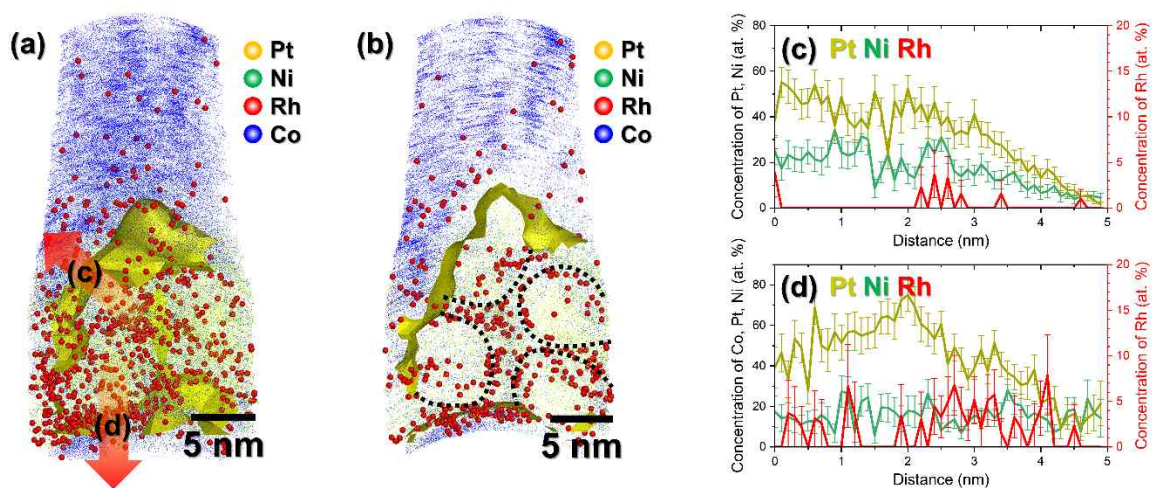 (a)
Pt
Ni
Rh
Co
(c)
(d)
5 nm
(b)
Pt
Ni
Rh
Co
5 nm
(c) Pt Ni Rh
Concentration of Pt, Ni (at. %)
80
60
40
20
0
Concentration of Rh (at. %)
20
15
10
5
0
0 1 2 3 4 5
Distance (nm)
(d) Pt Ni Rh
Concentration of Co, Pt, Ni (at. %)
80
60
40
20
0
Concentration of Rh (at. %)
20
15
10
5
0
0 1 2 3 4 5
Distance (nm)